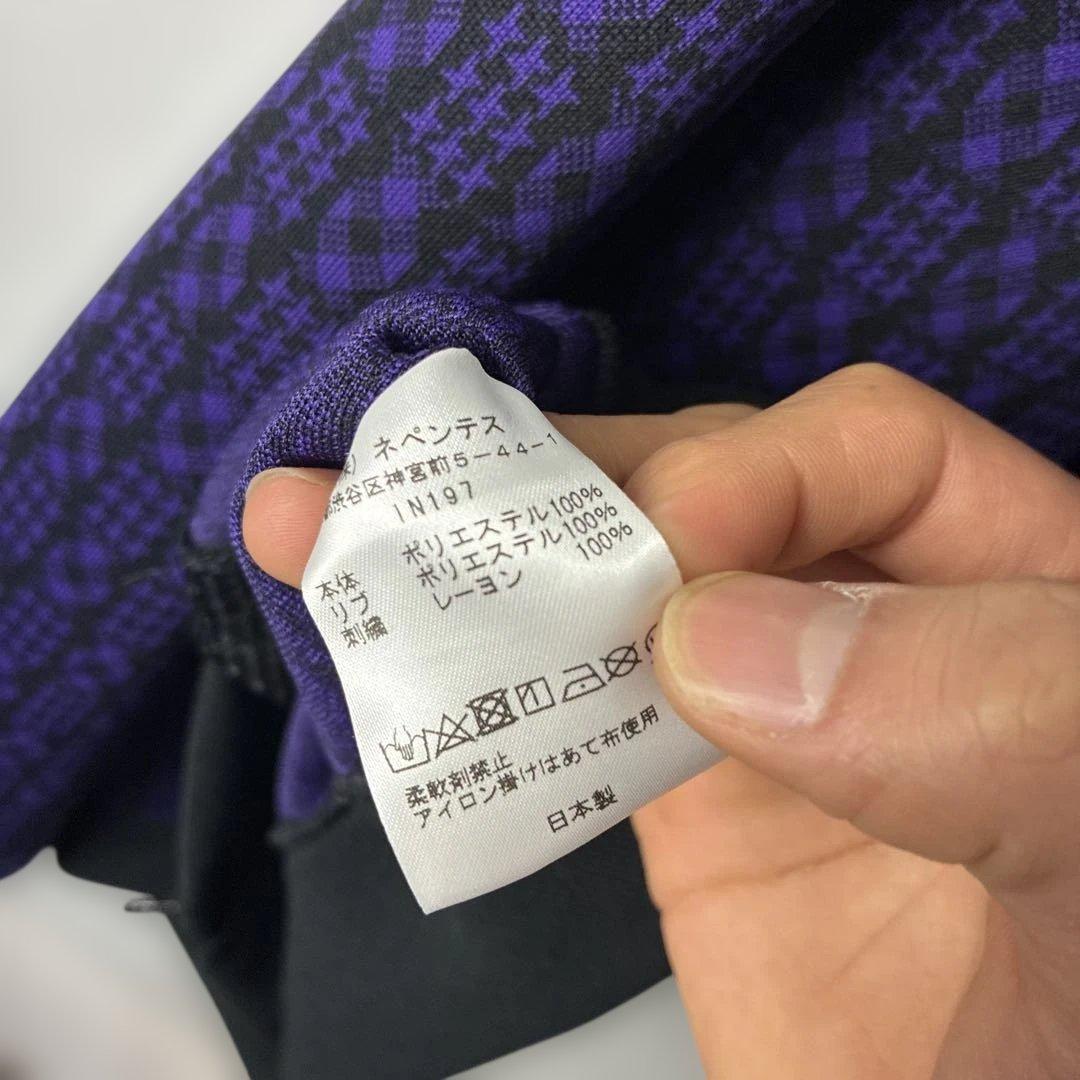 ネペンテス
渋谷区神宮前5-44-1
IN197
本体 ポリエステル100%
リブ ポリエステル100%
刺繍 レーヨン 100%
柔軟剤禁止
アイロン掛けはあて布使用
日本製